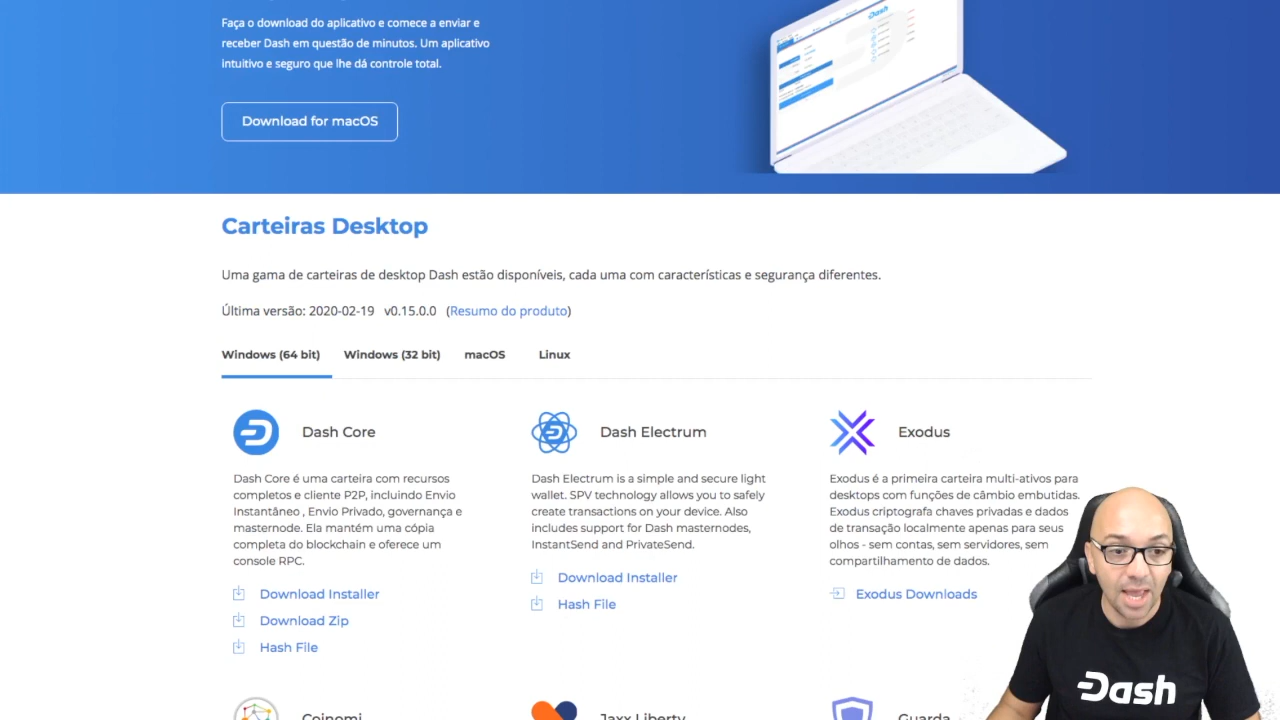 Faça o download do aplicativo e comece a enviar e
receber Dash em questão de minutos. Um aplicativo
intuitivo e seguro que lhe dá controle total.
Download for macOS
Dash
Carteiras Desktop
Uma gama de carteiras de desktop Dash estão disponíveis, cada uma com características e segurança diferentes.
Última versão: 2020-02-19 v0.15.0.0 (Resumo do produto)
Windows (64 bit) Windows (32 bit) macOS Linux
Dash Core
Dash Core é uma carteira com recursos
completos e cliente P2P, incluindo Envio
Instantâneo , Envio Privado, governança e
masternode. Ela mantém uma cópia
completa do blockchain e oferece um
console RPC.
Download Installer
Download Zip
Hash File
Dash Electrum
Dash Electrum is a simple and secure light
wallet. SPV technology allows you to safely
create transactions on your device. Also
includes support for Dash masternodes,
InstantSend and PrivateSend.
Download Installer
Hash File
Exodus
Exodus é a primeira carteira multi-ativos para
desktops com funções de câmbio embutidas.
Exodus criptografa chaves privadas e dados
de transação localmente apenas para seus
olhos - sem contas, sem servidores, sem
compartilhamento de dados.
Exodus Downloads
Coinomi
Jaxx Liberty
Guarda
Dash